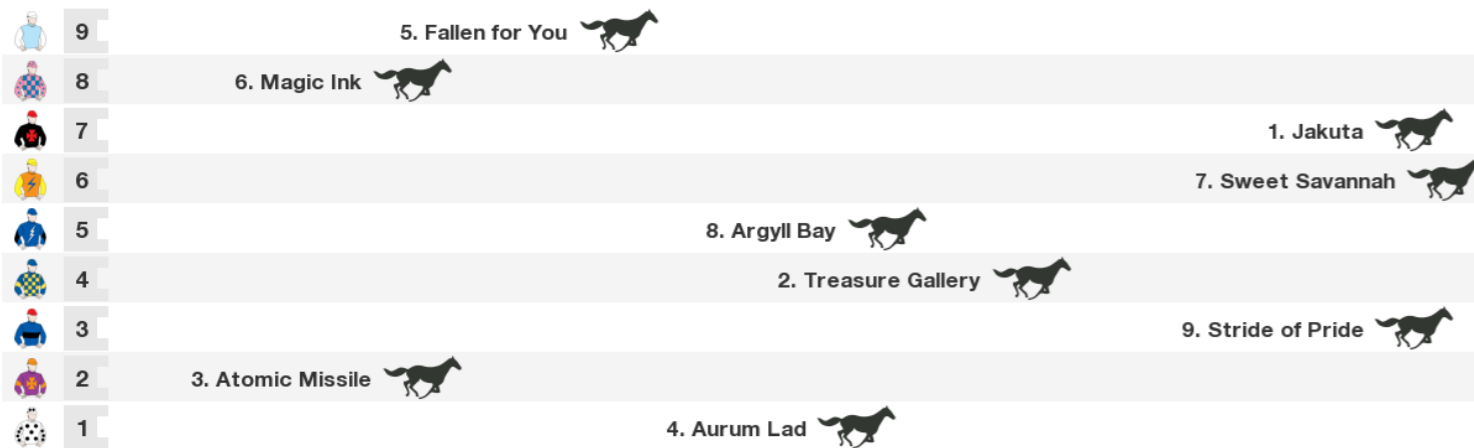 9 5. Fallen for You
8 6. Magic Ink
7 1. Jakuta
6 7. Sweet Savannah
5 8. Argyll Bay
4 2. Treasure Gallery
3 9. Stride of Pride
2 3. Atomic Missile
1 4. Aurum Lad